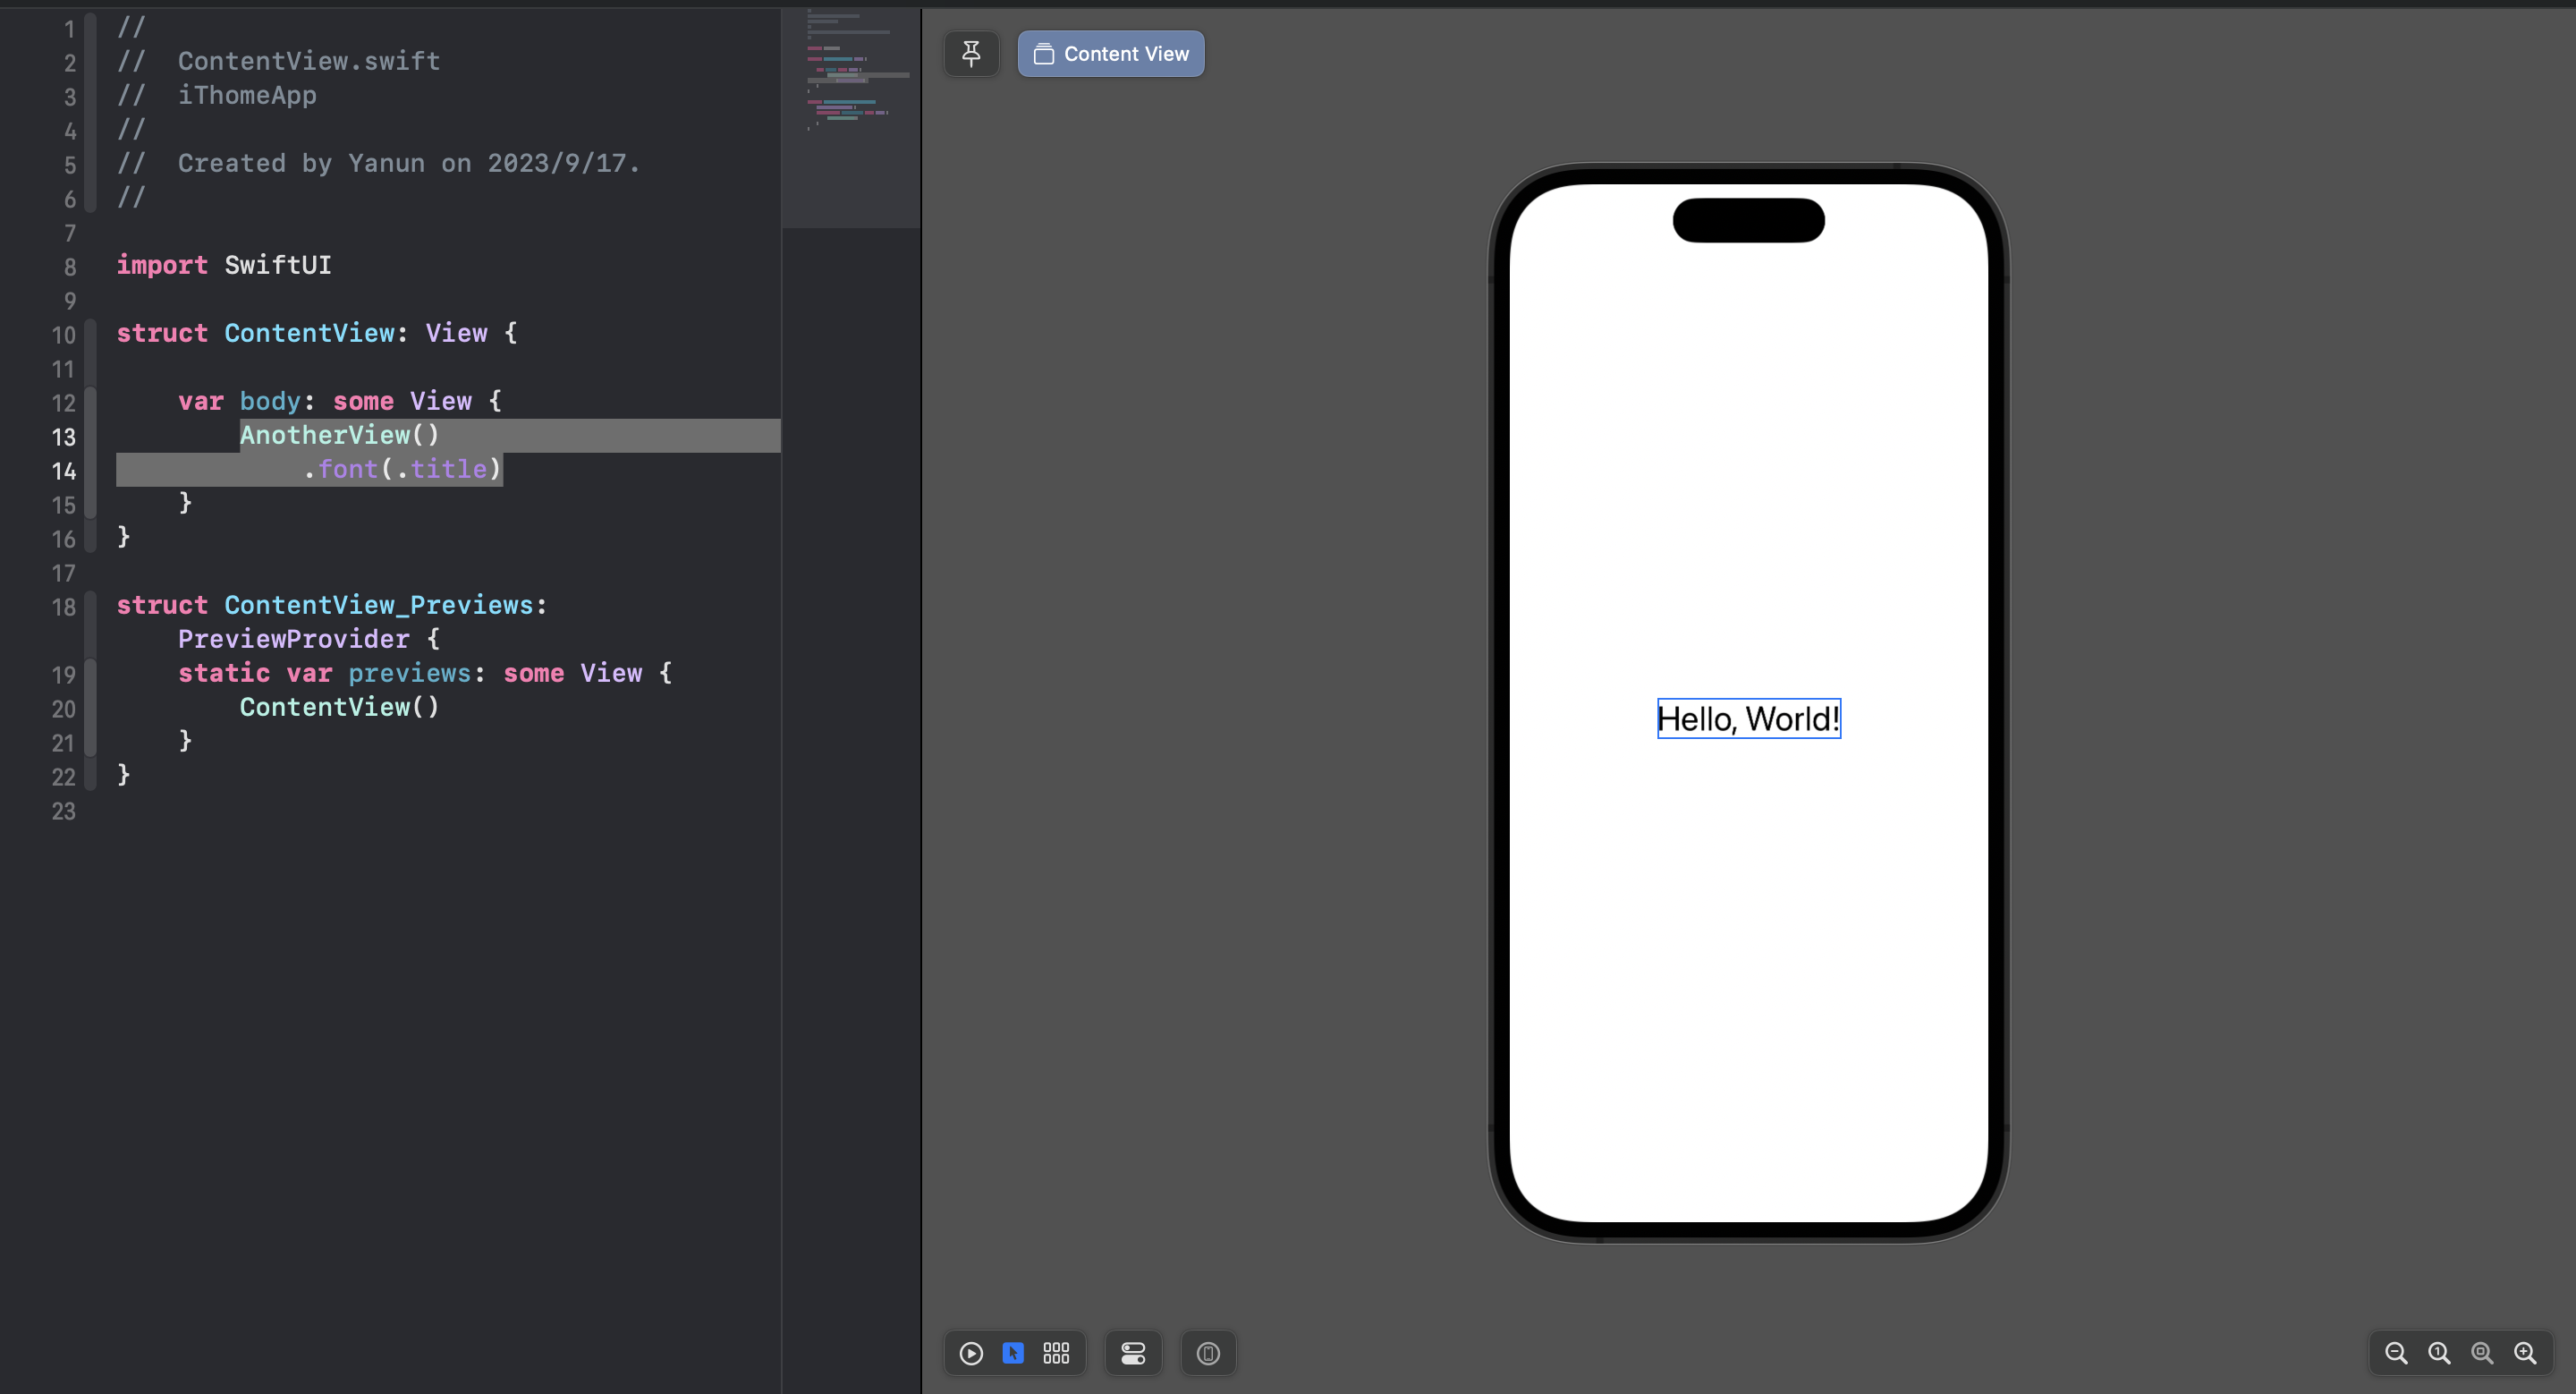 1 //
2 //  ContentView.swift
3 //  iThomeApp
4 //
5 //  Created by Yanun on 2023/9/17.
6 //
7
8 import SwiftUI
9
10 struct ContentView: View {
11
12     var body: some View {
13         AnotherView()
14             .font(.title)
15     }
16 }
17
18 struct ContentView_Previews:
    PreviewProvider {
19     static var previews: some View {
20         ContentView()
21     }
22 }
23
Content View
Hello, World!